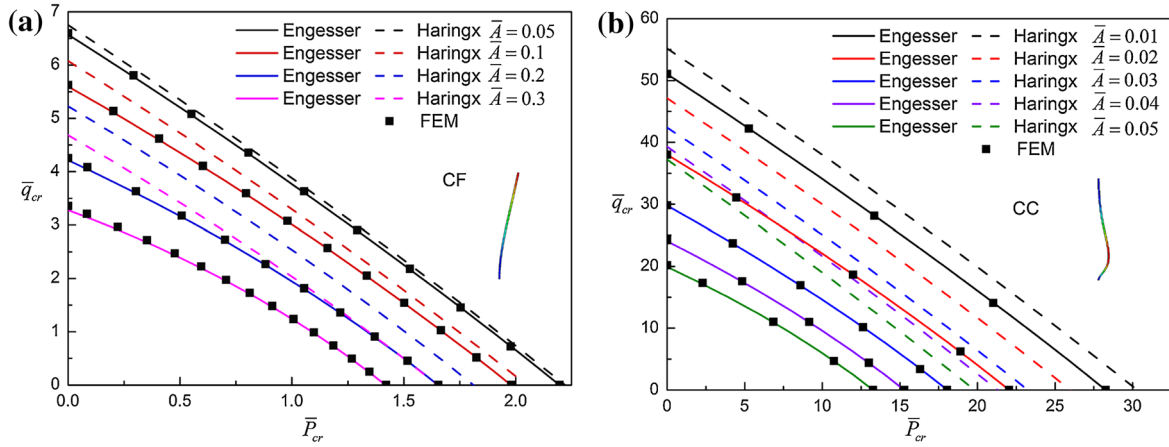 (a)
7
6
5
4
3
2
1
0
q̄cr
0.0 0.5 1.0 1.5 2.0
P̄cr
Engesser Haringx Ā = 0.05
Engesser Haringx Ā = 0.1
Engesser Haringx Ā = 0.2
Engesser Haringx Ā = 0.3
FEM
CF
(b)
60
50
40
30
20
10
0
q̄cr
0 5 10 15 20 25 30
P̄cr
Engesser Haringx Ā = 0.01
Engesser Haringx Ā = 0.02
Engesser Haringx Ā = 0.03
Engesser Haringx Ā = 0.04
Engesser Haringx Ā = 0.05
FEM
CC